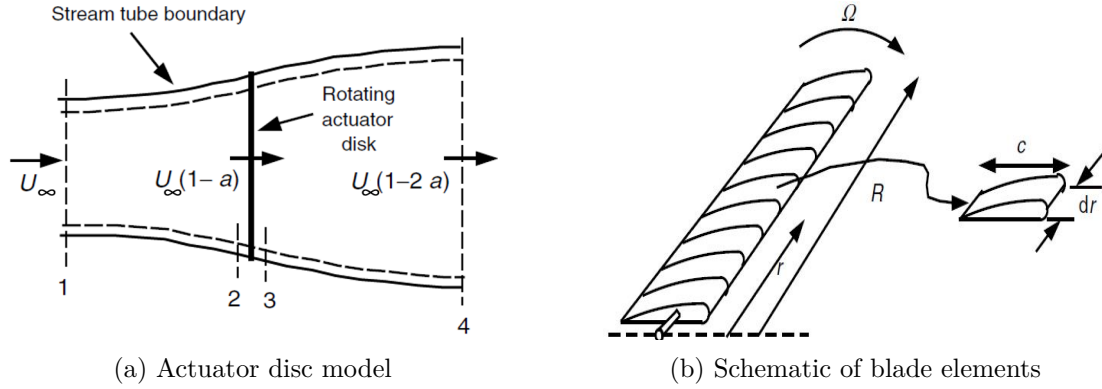 Stream tube boundary
Rotating
actuator
disk
U∞
U∞(1– a)
U∞(1–2 a)
1
2
3
4
(a) Actuator disc model
Ω
c
dr
R
r
(b) Schematic of blade elements